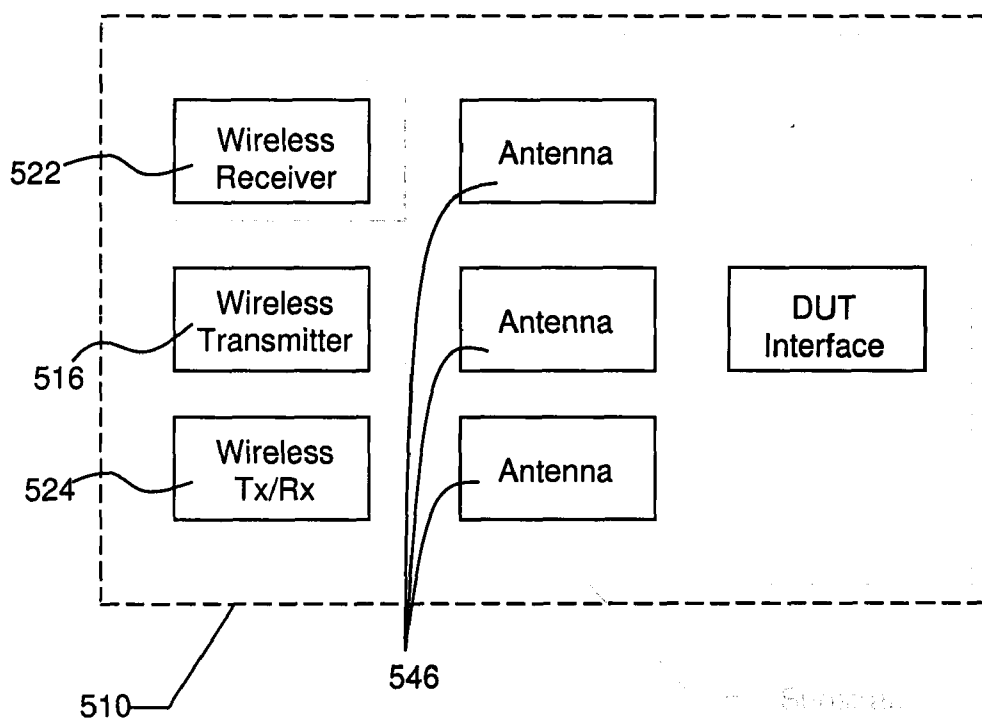 Wireless
Receiver
Antenna
522
Wireless
Transmitter
Antenna
DUT
Interface
516
Wireless
Tx/Rx
Antenna
524
546
510